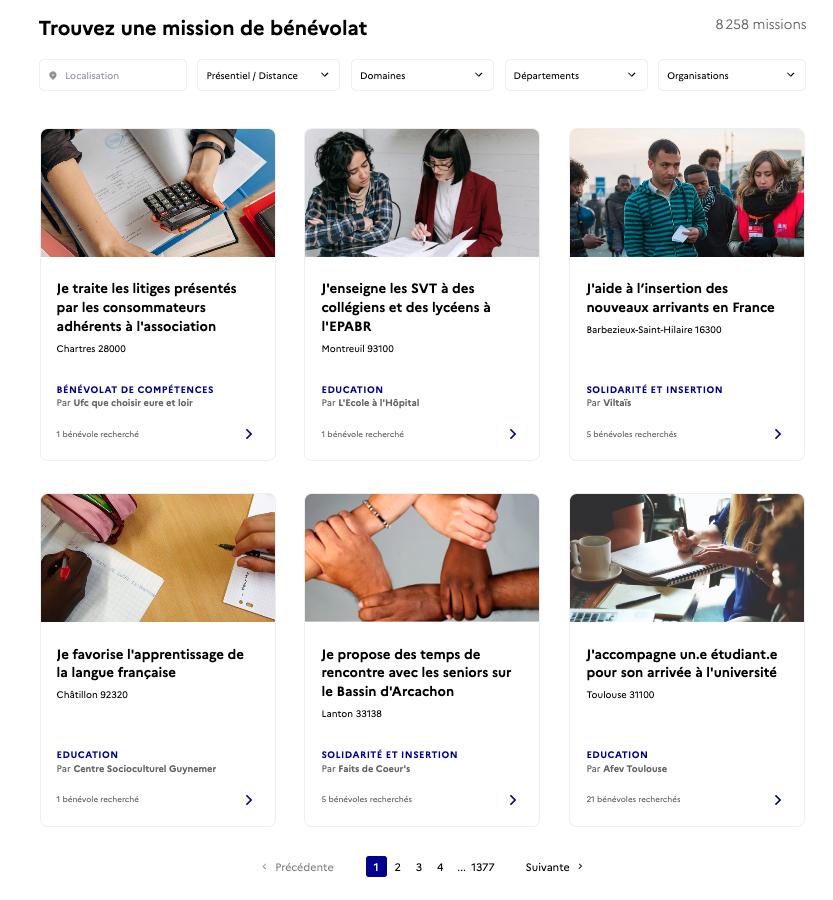 Trouvez une mission de bénévolat
8 258 missions
Localisation
Présentiel / Distance
Domaines
Départements
Organisations
Je traite les litiges présentés
par les consommateurs
adhérents à l'association
Chartres 28000
BÉNÉVOLAT DE COMPÉTENCES
Par Ufc que choisir eure et loir
1 bénévole recherché
J'enseigne les SVT à des
collégiens et des lycéens à
l'EPABR
Montreuil 93100
EDUCATION
Par L'Ecole à l'Hôpital
1 bénévole recherché
J'aide à l’insertion des
nouveaux arrivants en France
Barbezieux-Saint-Hilaire 16300
SOLIDARITÉ ET INSERTION
Par Viltaïs
5 bénévoles recherchés
Je favorise l'apprentissage de
la langue française
Châtillon 92320
EDUCATION
Par Centre Socioculturel Guynemer
1 bénévole recherché
Je propose des temps de
rencontre avec les seniors sur
le Bassin d'Arcachon
Lanton 33138
SOLIDARITÉ ET INSERTION
Par Faits de Coeur's
5 bénévoles recherchés
J'accompagne un.e étudiant.e
pour son arrivée à l'université
Toulouse 31100
EDUCATION
Par Afev Toulouse
21 bénévoles recherchés
Précédente 1 2 3 4 ... 1377 Suivante